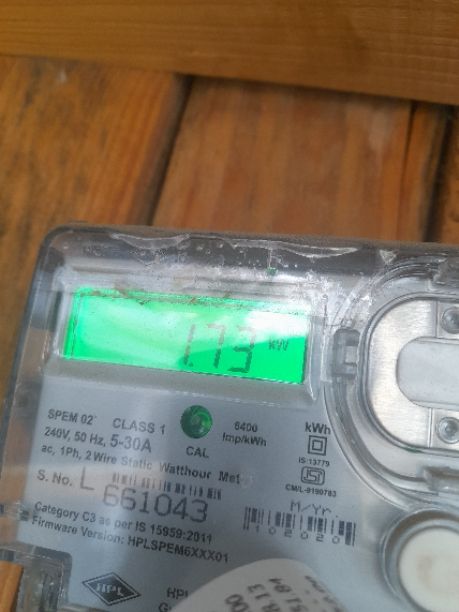 1.73 kW
SPEM 02 CLASS 1
240V, 50 Hz, 5-30A
CAL
6400
Imp/kWh
kWh
ac, 1Ph, 2 Wire Static Watthour Met
IS 13779
S. No. L
661043
CM/L-9190783
M/Yr.
102020
Category C3 as per IS 15959:2011
Firmware Version: HPLSPEM6XXX01
HPL
HPL